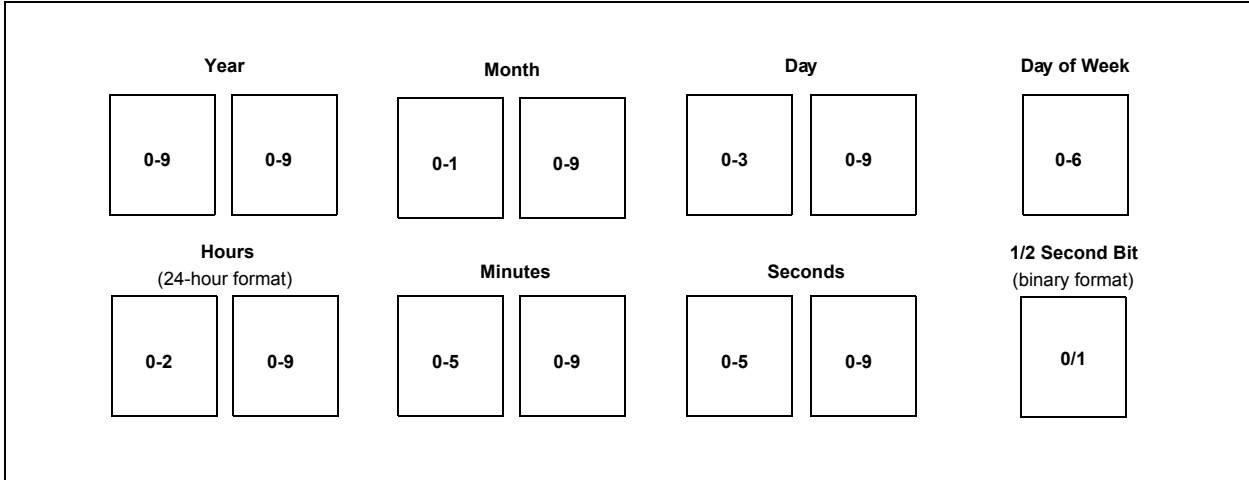 Year Month Day Day of Week
0-9 0-9 0-1 0-9 0-3 0-9 0-6
Hours Minutes Seconds 1/2 Second Bit
(24-hour format) (binary format)
0-2 0-9 0-5 0-9 0-5 0-9 0/1